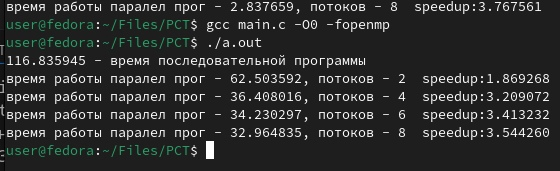 время работы паралел прог - 2.837659, потоков - 8  speedup:3.767561
user@fedora:~/Files/PCT$ gcc main.c -O0 -fopenmp
user@fedora:~/Files/PCT$ ./a.out
116.835945 - время последовательной программы
время работы паралел прог - 62.503592, потоков - 2  speedup:1.869268
время работы паралел прог - 36.408016, потоков - 4  speedup:3.209072
время работы паралел прог - 34.230297, потоков - 6  speedup:3.413232
время работы паралел прог - 32.964835, потоков - 8  speedup:3.544260
user@fedora:~/Files/PCT$